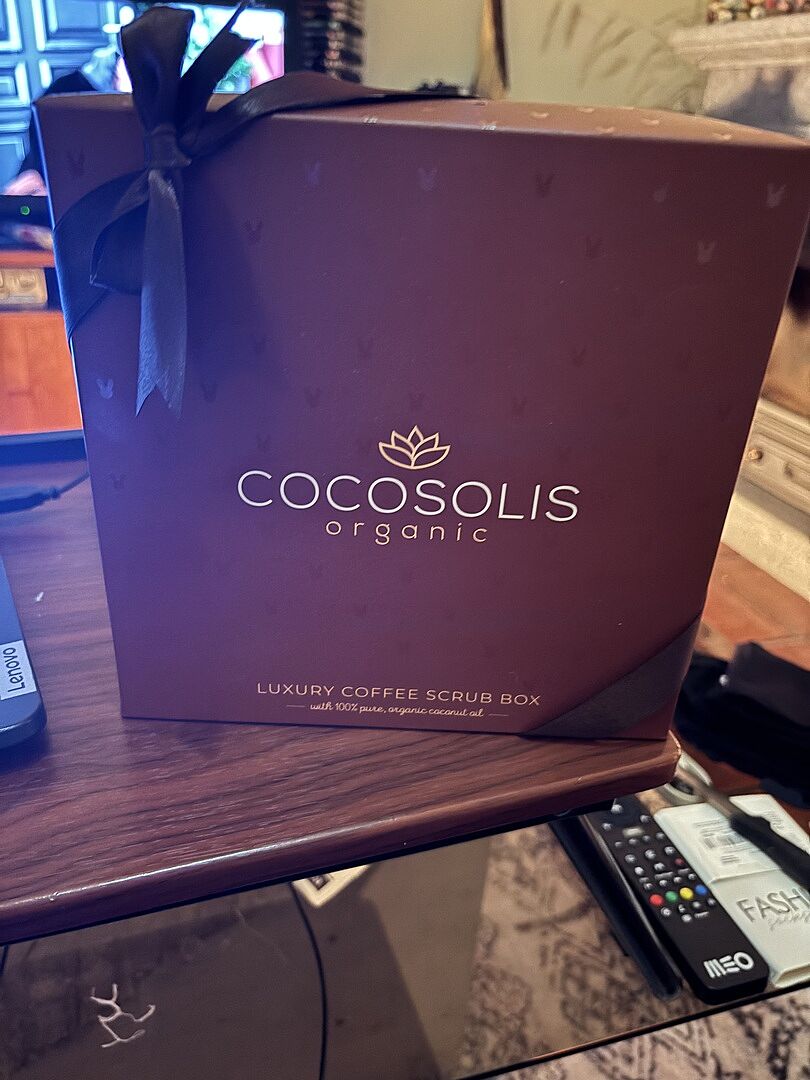 COCOSOLIS
organic
LUXURY COFFEE SCRUB BOX
with 100% pure, organic coconut oil
Lenovo
MEO
FASH